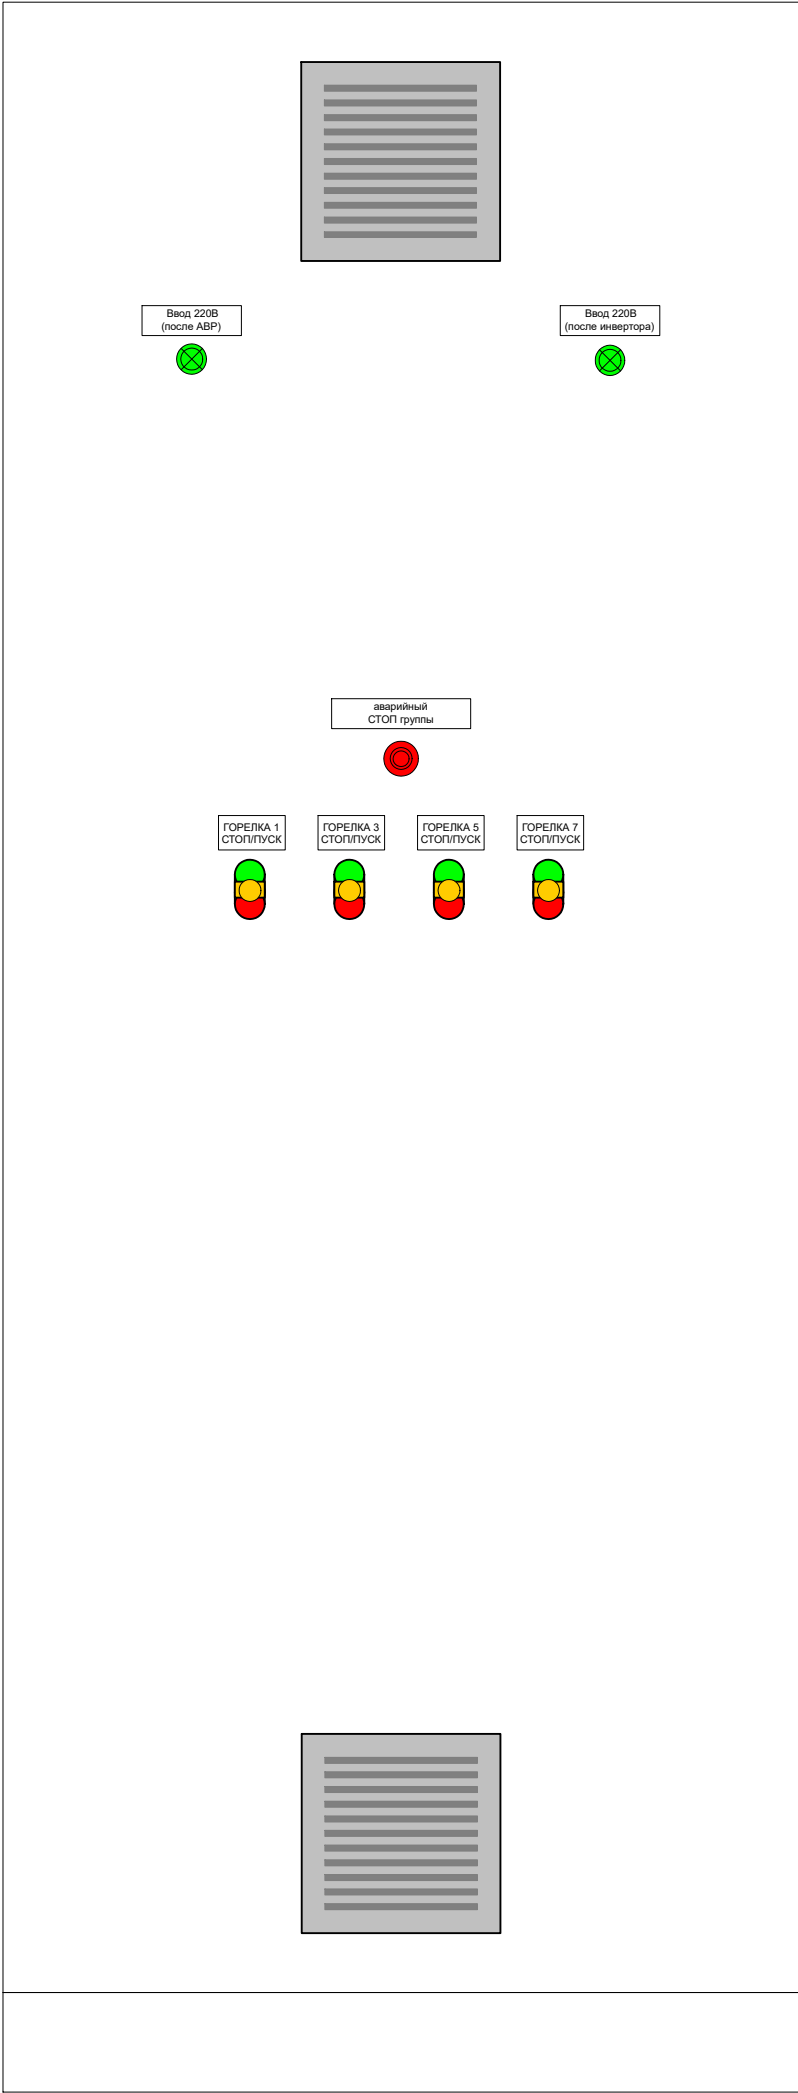 Ввод 220В
(после АВР)
Ввод 220В
(после инвертора)
аварийный
СТОП группы
ГОРЕЛКА 1
СТОП/ПУСК
ГОРЕЛКА 3
СТОП/ПУСК
ГОРЕЛКА 5
СТОП/ПУСК
ГОРЕЛКА 7
СТОП/ПУСК